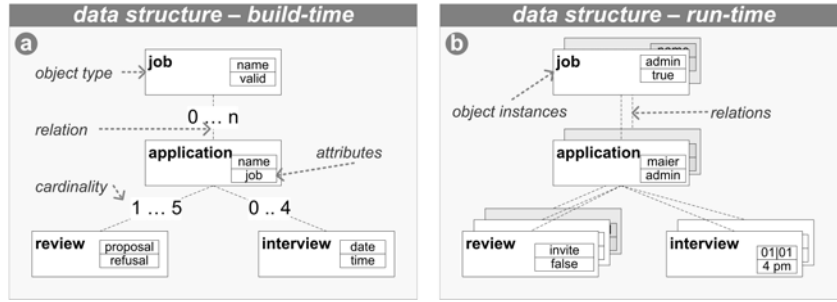 data structure – build-time
a
job
name
valid
object type
0 ... n
relation
application
name
job
attributes
cardinality
1 ... 5
0 .. 4
review
proposal
refusal
interview
date
time
data structure – run-time
b
name
job
admin
true
object instances
relations
application
maier
admin
review
invite
false
interview
01|01
4 pm